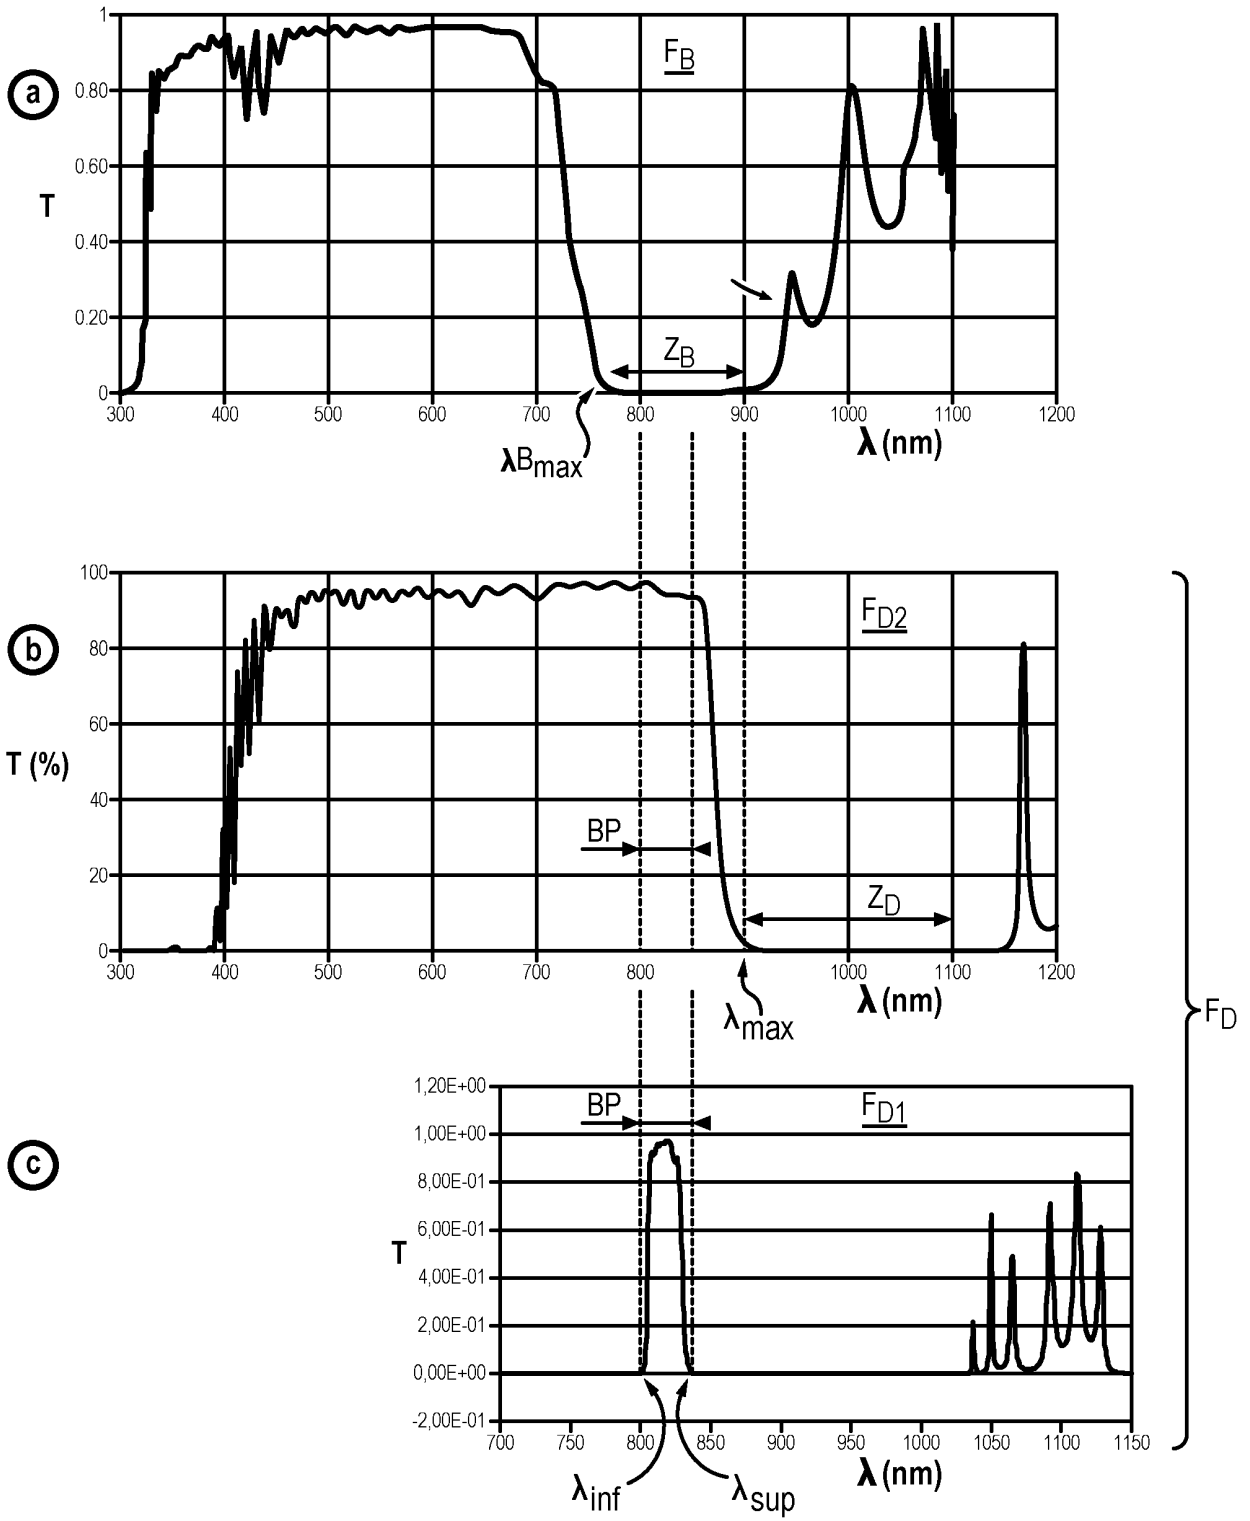 a
F_B
1
0.80
0.60
T
0.40
0.20
0
Z_B
300 400 500 600 700 800 900 1000 1100 1200
λB_max
λ (nm)
b
F_D2
100
80
60
T (%)
40
20
0
BP
Z_D
300 400 500 600 700 800 1000 1100 1200
λ_max
λ (nm)
F_D
c
BP
F_D1
1,20E+00
1,00E+00
8,00E-01
6,00E-01
T
4,00E-01
2,00E-01
0,00E+00
-2,00E-01
700 750 800 850 900 950 1000 1050 1100 1150
λ_inf
λ_sup
λ (nm)